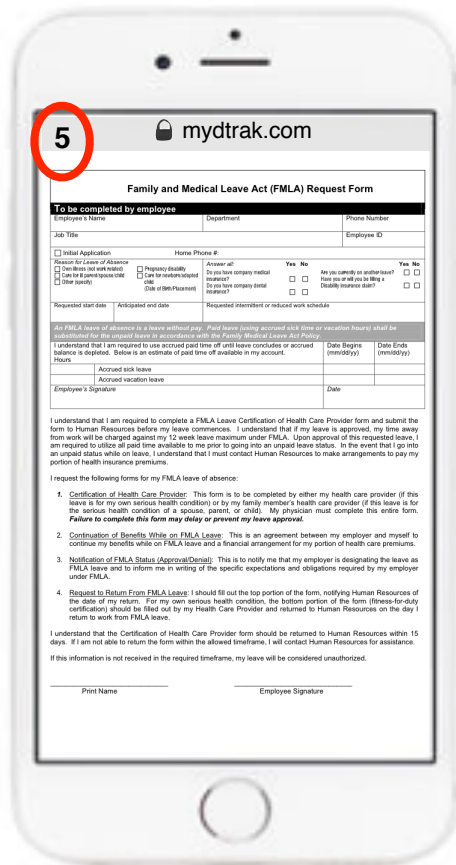 5 mydtrak.com
Family and Medical Leave Act (FMLA) Request Form
To be completed by employee
Employee's Name Department Phone Number
Job Title Employee ID
Initial Application Home Phone #:
Reason for Leave of Absence
Own illness (not work related) Pregnancy disability
Care for ill parent/spouse child Care for newborn/adopted
Other (specify) child
(Date of Birth/Placement)
Answer all: Yes No Yes No
Do you have company medical Are you currently on another leave?
insurance? Have you or will you be filing a
Do you have company dental Disability insurance claim?
insurance?
Requested start date Anticipated end date Requested intermittent or reduced work schedule
An FMLA leave of absence is a leave without pay. Paid leave (using accrued sick time or vacation hours) shall be
substituted for the unpaid leave in accordance with the Family Medical Leave Act Policy.
I understand that I am required to use accrued paid time off until leave concludes or accrued Date Begins Date Ends
balance is depleted. Below is an estimate of paid time off available in my account. (mm/dd/yy) (mm/dd/yy)
Hours
Accrued sick leave
Accrued vacation leave
Employee's Signature Date
I understand that I am required to complete a FMLA Leave Certification of Health Care Provider form and submit the
form to Human Resources before my leave commences. I understand that if my leave is approved, my time away
from work will be charged against my 12 week leave maximum under FMLA. Upon approval of this requested leave, I
am required to utilize all paid time available to me prior to going into an unpaid leave status. In the event that I go into
an unpaid status while on leave, I understand that I must contact Human Resources to make arrangements to pay my
portion of health insurance premiums.
I request the following forms for my FMLA leave of absence:
1. Certification of Health Care Provider: This form is to be completed by either my health care provider (if this
leave is for my own serious health condition) or by my family member's health care provider (if this leave is for
the serious health condition of a spouse, parent, or child). My physician must complete this entire form.
Failure to complete this form may delay or prevent my leave approval.
2. Continuation of Benefits While on FMLA Leave: This is an agreement between my employer and myself to
continue my benefits while on FMLA leave and a financial arrangement for my portion of health care premiums.
3. Notification of FMLA Status (Approval/Denial): This is to notify me that my employer is designating the leave as
FMLA leave and to inform me in writing of the specific expectations and obligations required by my employer
under FMLA.
4. Request to Return From FMLA Leave: I should fill out the top portion of the form, notifying Human Resources of
the date of my return. For my own serious health condition, the bottom portion of the form (fitness-for-duty
certification) should be filled out by my Health Care Provider and returned to Human Resources on the day I
return to work from FMLA leave.
I understand that the Certification of Health Care Provider form should be returned to Human Resources within 15
days. If I am not able to return the form within the allowed timeframe, I will contact Human Resources for assistance.
If this information is not received in the required timeframe, my leave will be considered unauthorized.
Print Name Employee Signature